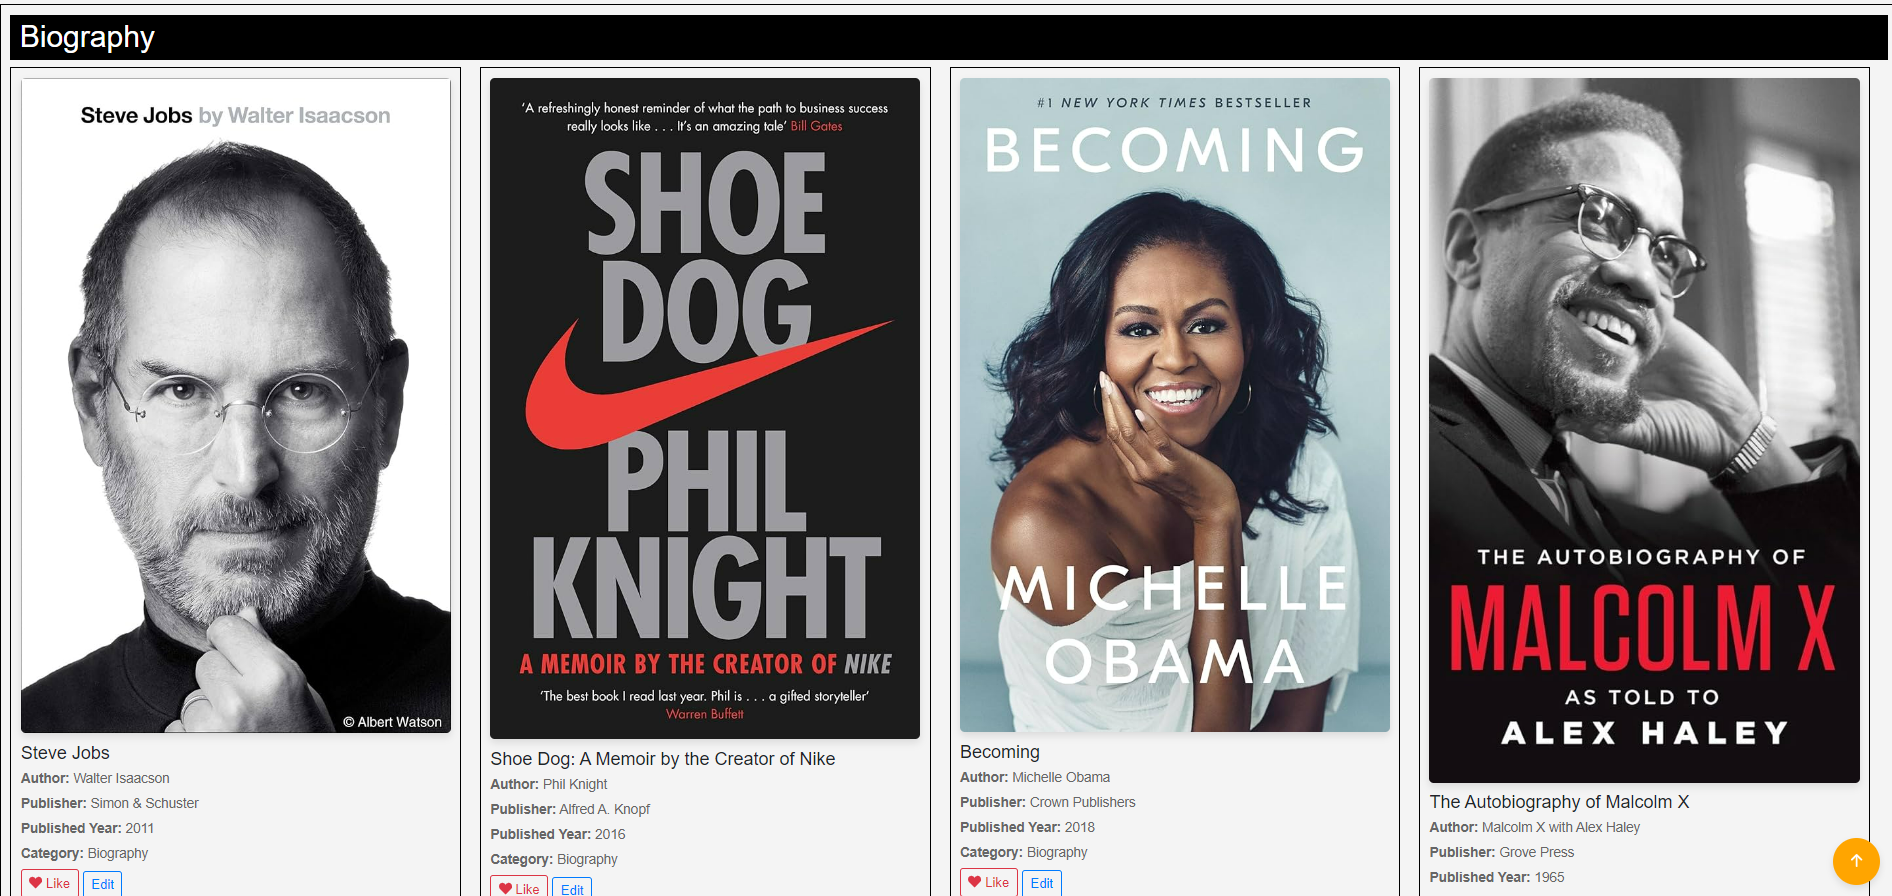 Biography
Steve Jobs by Walter Isaacson
© Albert Watson
Steve Jobs
Author: Walter Isaacson
Publisher: Simon & Schuster
Published Year: 2011
Category: Biography
Like Edit
'A refreshingly honest reminder of what the path to business success
really looks like . . . It's an amazing tale' Bill Gates
SHOE
DOG
PHIL
KNIGHT
A MEMOIR BY THE CREATOR OF NIKE
'The best book I read last year. Phil is . . . a gifted storyteller'
Warren Buffett
Shoe Dog: A Memoir by the Creator of Nike
Author: Phil Knight
Publisher: Alfred A. Knopf
Published Year: 2016
Category: Biography
Like Edit
#1 NEW YORK TIMES BESTSELLER
BECOMING
MICHELLE
OBAMA
Becoming
Author: Michelle Obama
Publisher: Crown Publishers
Published Year: 2018
Category: Biography
Like Edit
THE AUTOBIOGRAPHY OF
MALCOLM X
AS TOLD TO
ALEX HALEY
The Autobiography of Malcolm X
Author: Malcolm X with Alex Haley
Publisher: Grove Press
Published Year: 1965